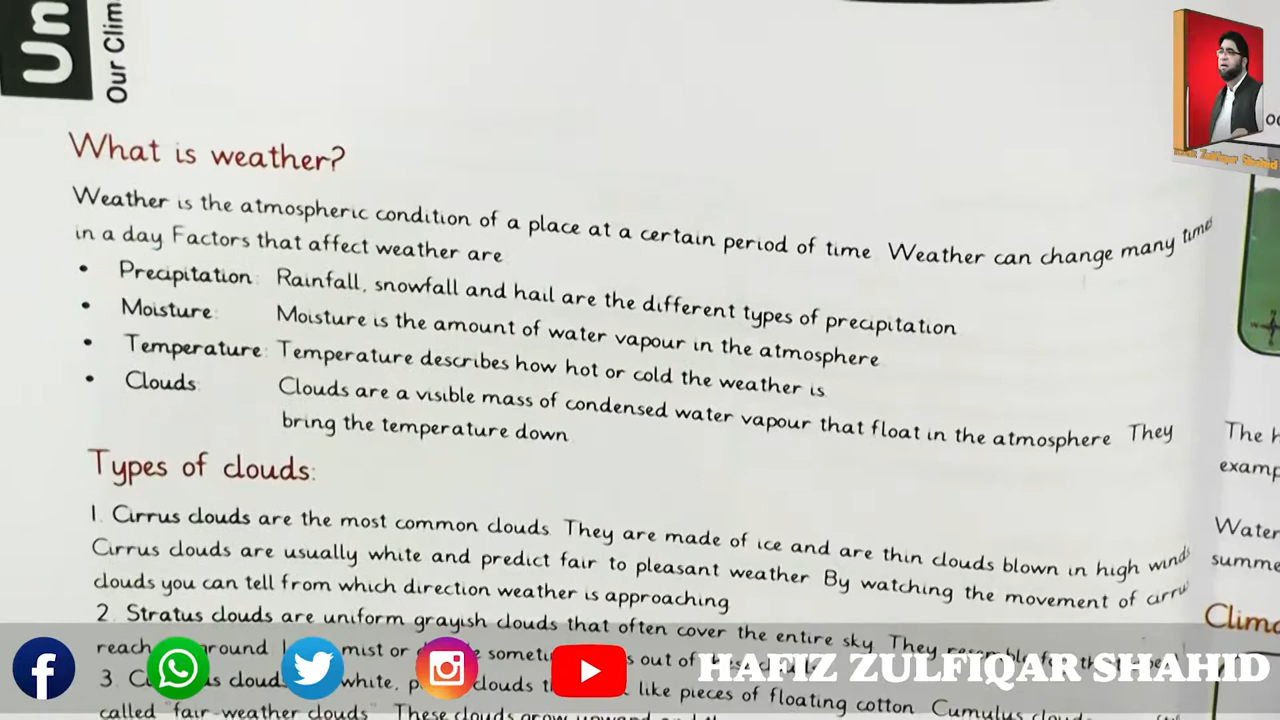 Un
Our Clim
What is weather?
Weather is the atmospheric condition of a place at a certain period of time Weather can change many times
in a day Factors that affect weather are
• Precipitation: Rainfall, snowfall and hail are the different types of precipitation
• Moisture: Moisture is the amount of water vapour in the atmosphere
• Temperature: Temperature describes how hot or cold the weather is
• Clouds: Clouds are a visible mass of condensed water vapour that float in the atmosphere They
bring the temperature down
Types of clouds:
1. Cirrus clouds are the most common clouds They are made of ice and are thin clouds blown in high winds
Cirrus clouds are usually white and predict fair to pleasant weather By watching the movement of cirrus
clouds you can tell from which direction weather is approaching
2. Stratus clouds are uniform grayish clouds that often cover the entire sky They resemble
reach ground mist or out of
3. clouds white, clouds like pieces of floating cotton Cumulus
called "fair-weather clouds" These clouds grow upward
The
examp
Water
summe
Clima
Hafiz Zulfiqar Shahid
HAFIZ ZULFIQAR SHAHID